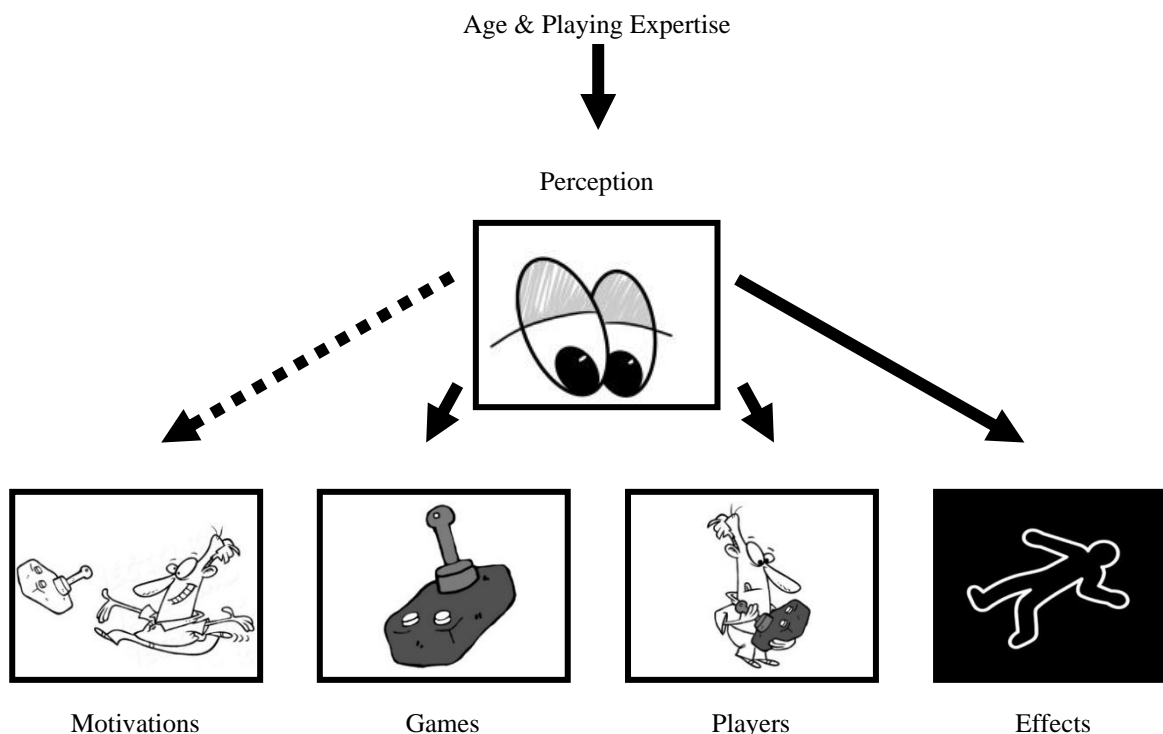 Age & Playing Expertise
Perception
Motivations
Games
Players
Effects